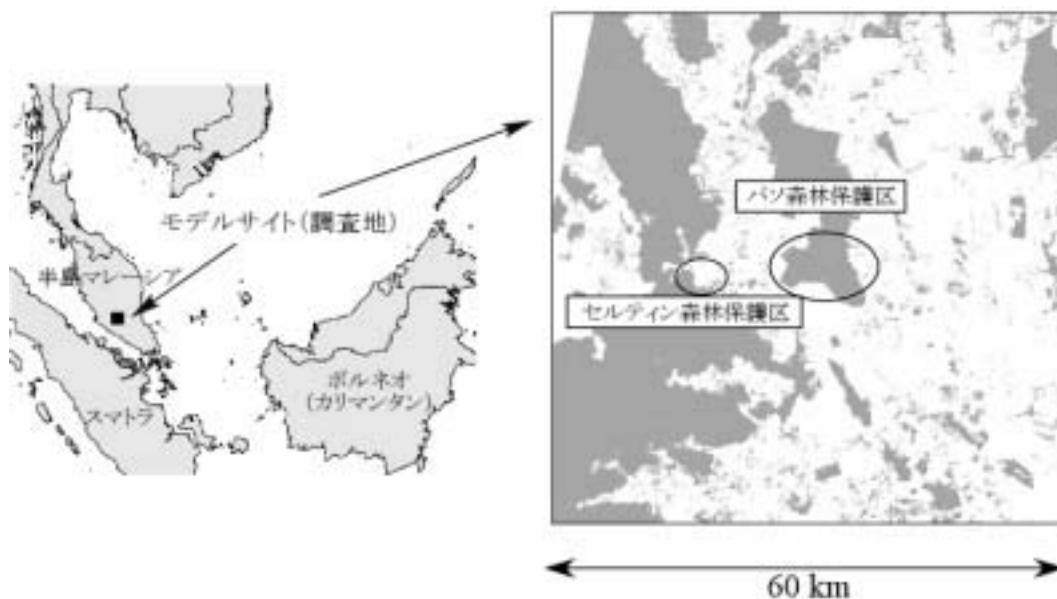 モデルサイト(調査地)
半島マレーシア
スマトラ
ボルネオ
(カリマンタン)
パソ森林保護区
セルティン森林保護区
60 km